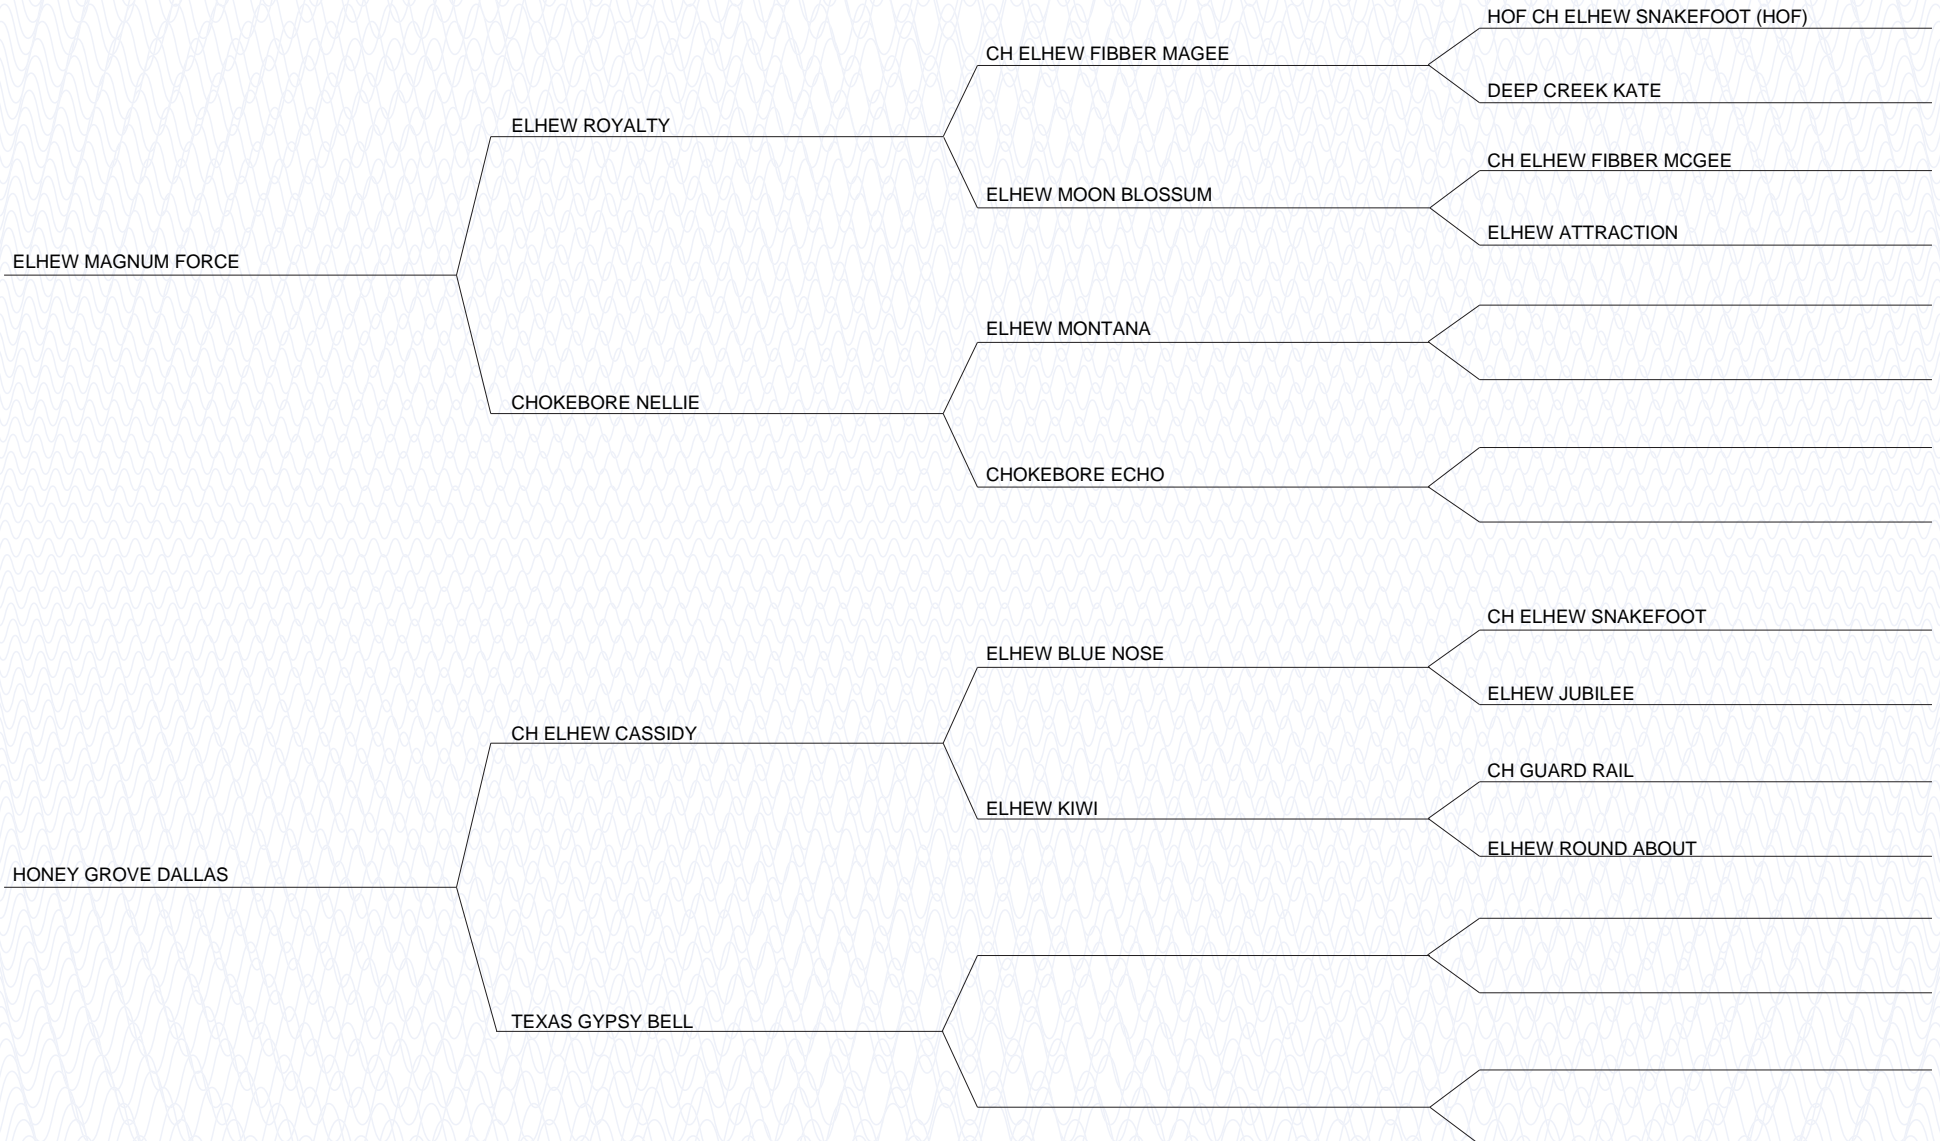 HOF CH ELHEW SNAKEFOOT (HOF)
CH ELHEW FIBBER MAGEE
DEEP CREEK KATE
ELHEW ROYALTY
CH ELHEW FIBBER MCGEE
ELHEW MOON BLOSSUM
ELHEW ATTRACTION
ELHEW MAGNUM FORCE
ELHEW MONTANA
CHOKEBORE NELLIE
CHOKEBORE ECHO
CH ELHEW SNAKEFOOT
ELHEW BLUE NOSE
ELHEW JUBILEE
CH ELHEW CASSIDY
CH GUARD RAIL
ELHEW KIWI
ELHEW ROUND ABOUT
HONEY GROVE DALLAS
TEXAS GYPSY BELL